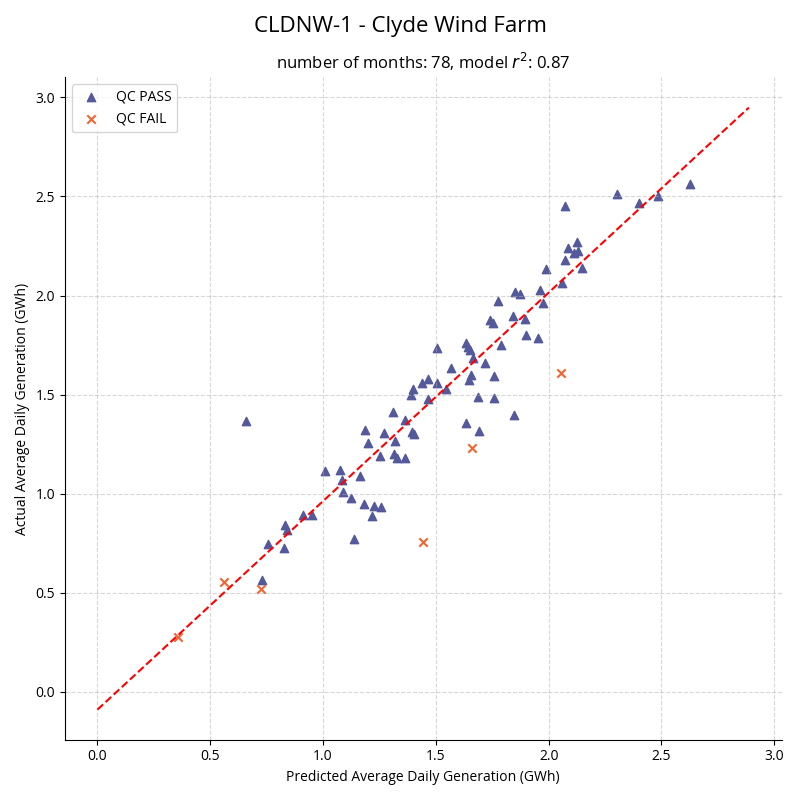 CLDNW-1 - Clyde Wind Farm
number of months: 78, model r²: 0.87
QC PASS
QC FAIL
3.0
2.5
2.0
1.5
1.0
0.5
0.0
Actual Average Daily Generation (GWh)
0.0 0.5 1.0 1.5 2.0 2.5 3.0
Predicted Average Daily Generation (GWh)